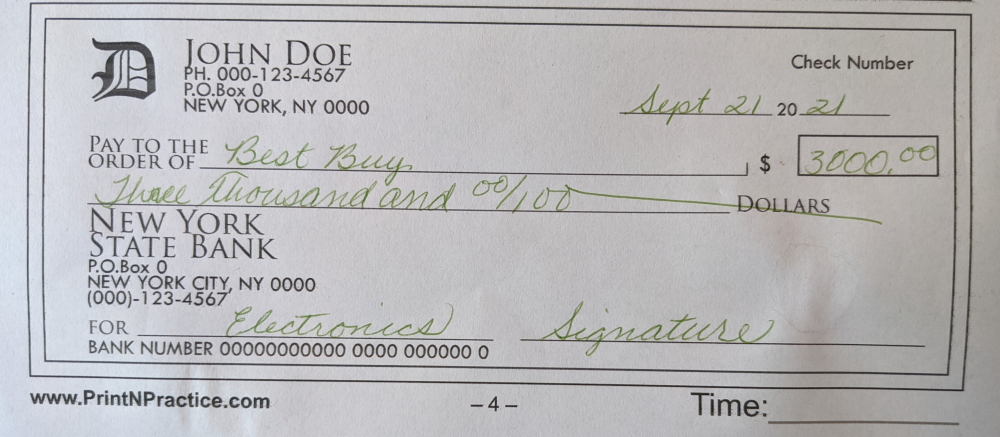 D JOHN DOE
PH. 000-123-4567
P.O.Box 0
NEW YORK, NY 0000
Check Number
Sept 21 20 21
PAY TO THE
ORDER OF Best Buy $ 3000.00
Three Thousand and 00/100 DOLLARS
NEW YORK
STATE BANK
P.O.Box 0
NEW YORK CITY, NY 0000
(000)-123-4567
FOR Electronics Signature
BANK NUMBER 00000000000 0000 000000 0
www.PrintNPractice.com – 4 – Time: